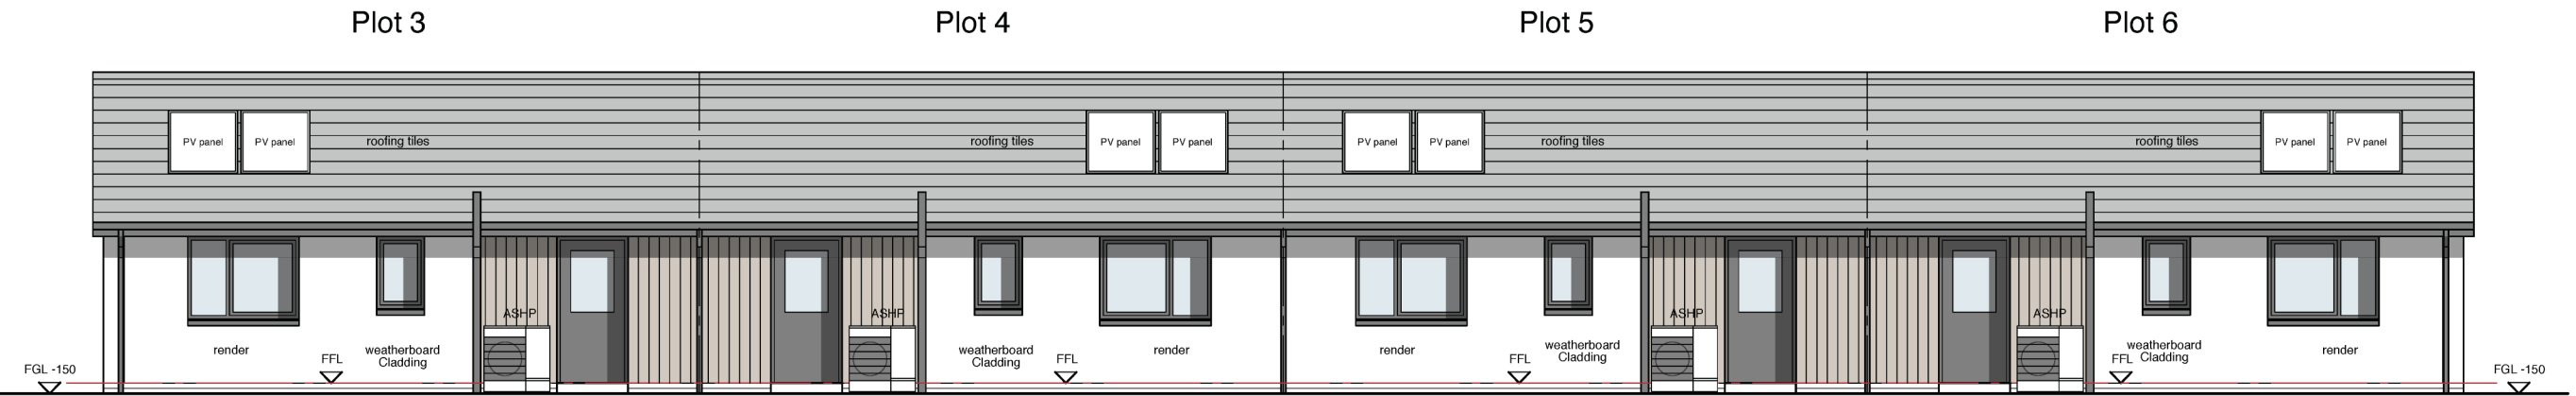 Plot 3
Plot 4
Plot 5
Plot 6
PV panel
PV panel
roofing tiles
roofing tiles
PV panel
PV panel
PV panel
PV panel
roofing tiles
roofing tiles
PV panel
PV panel
ASHP
ASHP
ASHP
ASHP
render
weatherboard
Cladding
weatherboard
Cladding
render
render
weatherboard
Cladding
weatherboard
Cladding
render
FGL -150
FFL
FFL
FFL
FFL
FGL -150